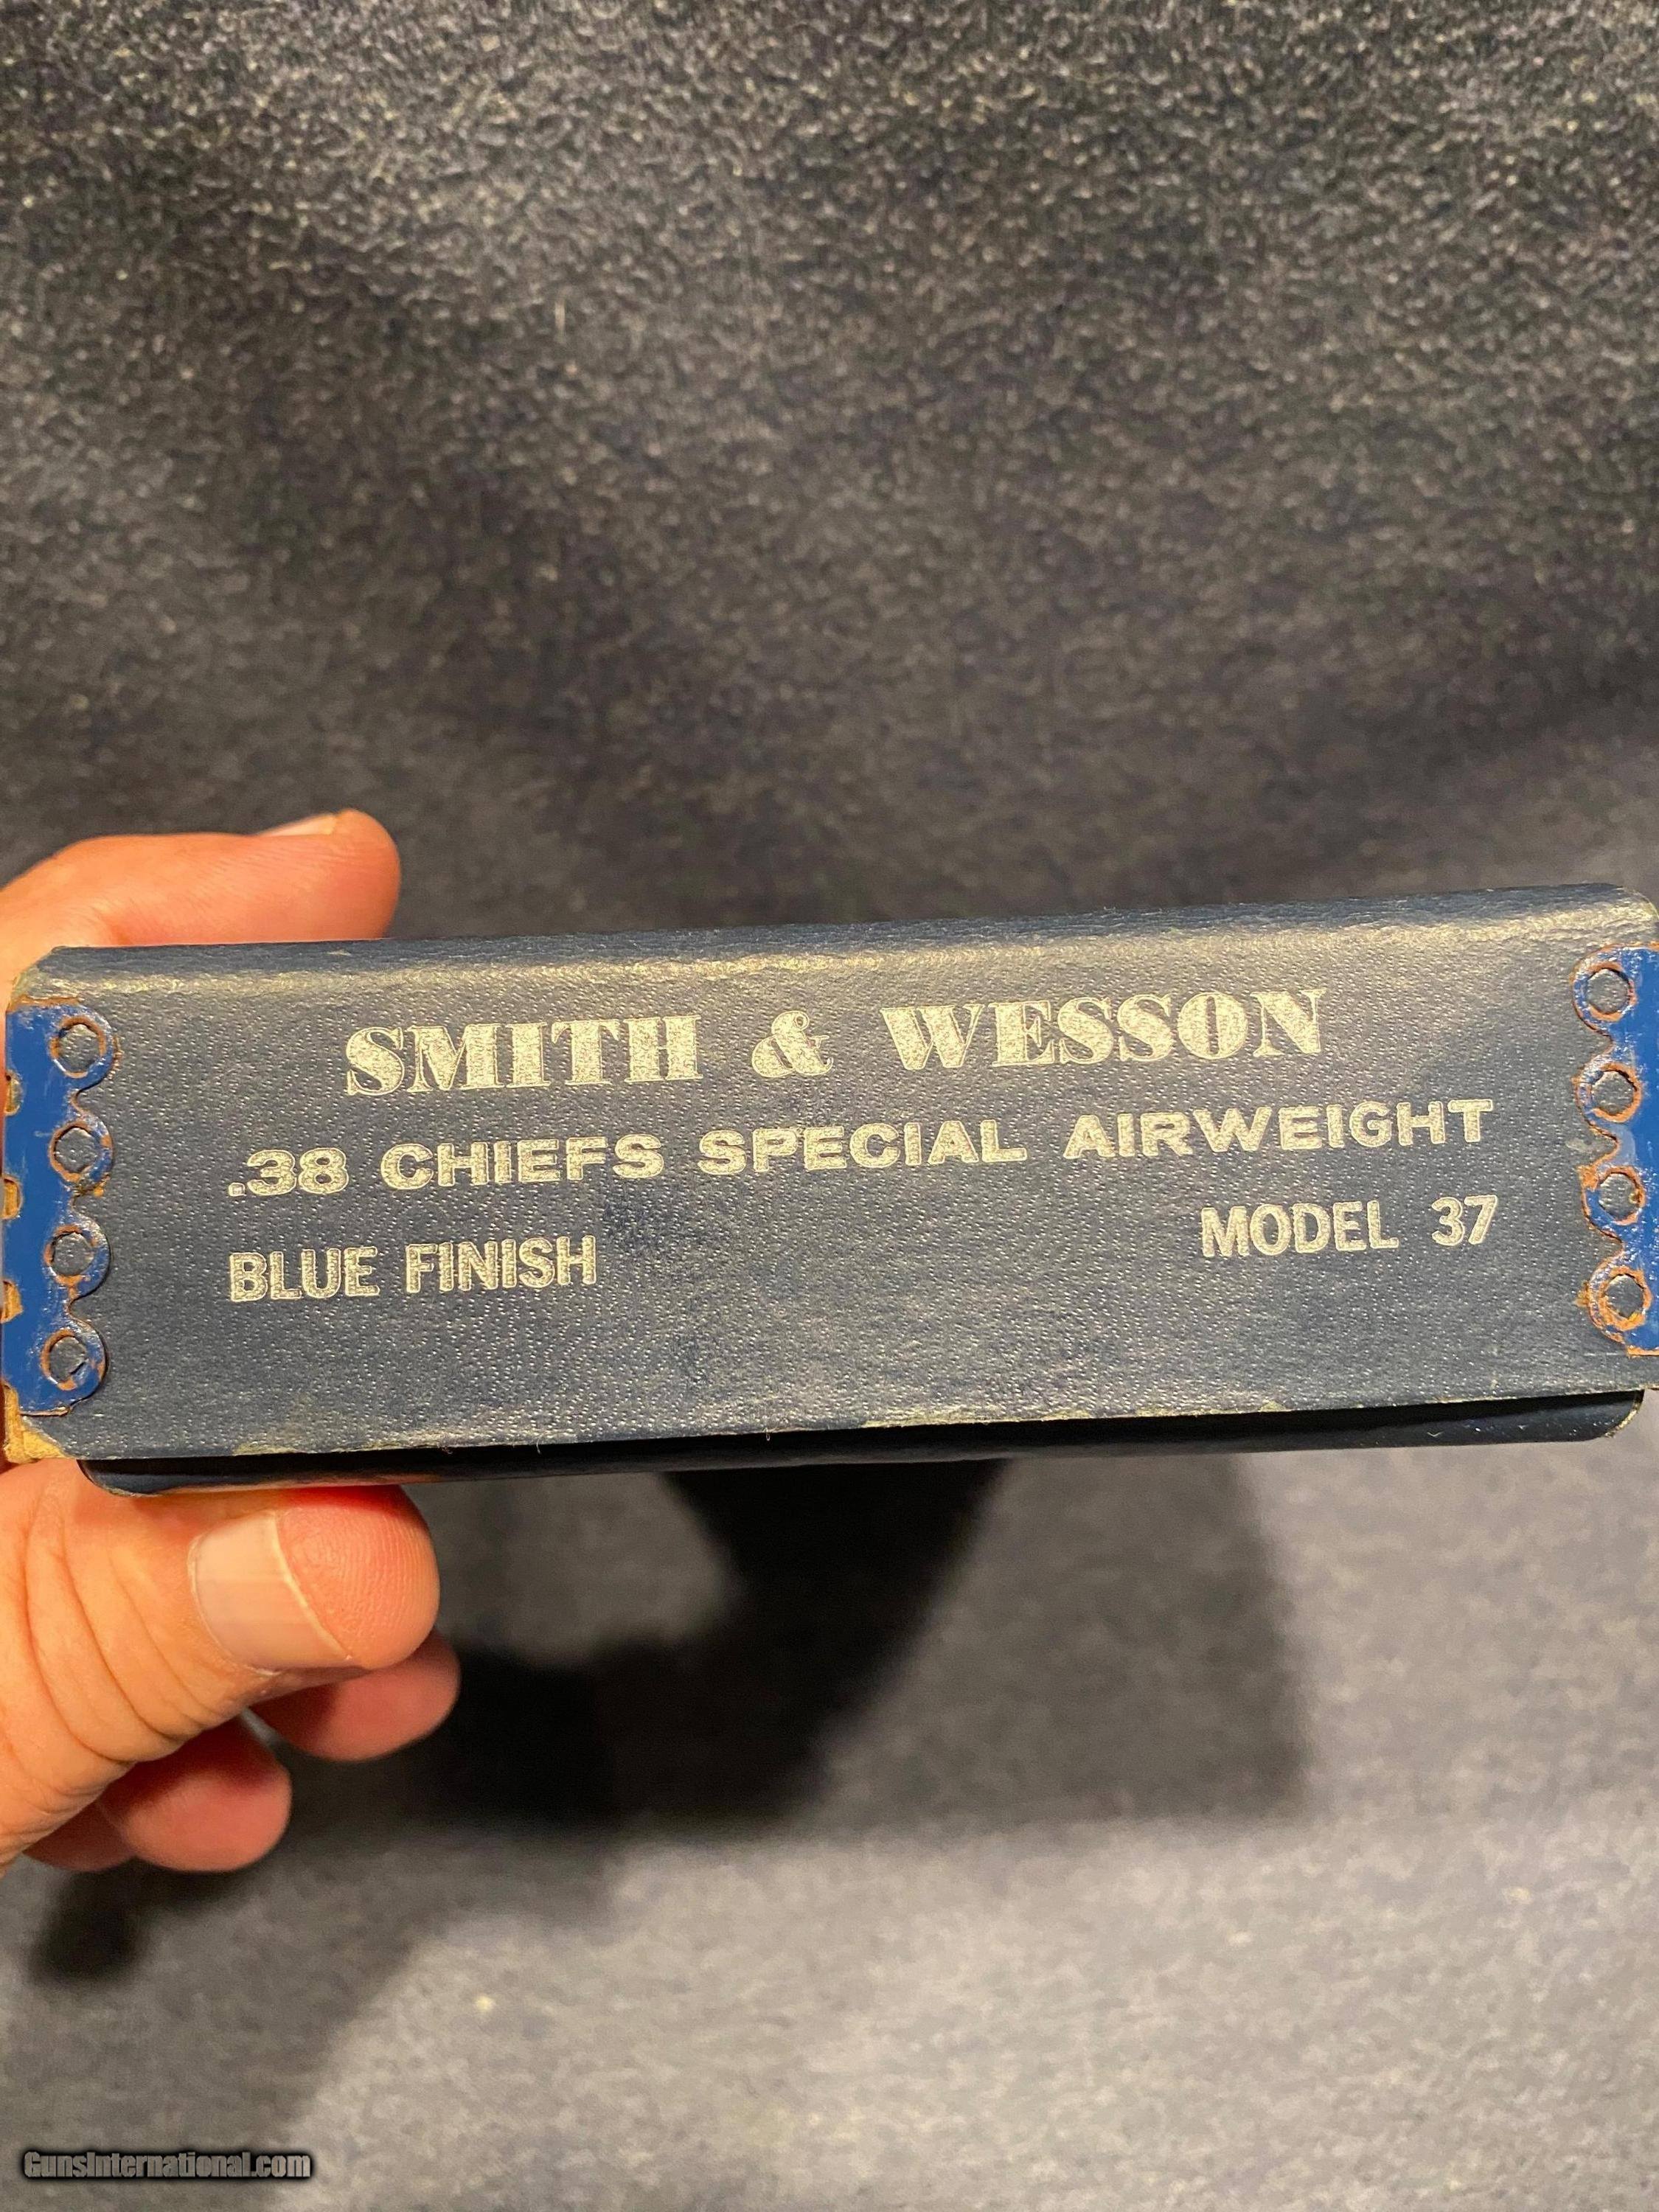 SMITH & WESSON
.38 CHIEFS SPECIAL AIRWEIGHT
BLUE FINISH MODEL 37
GunsInternational.com